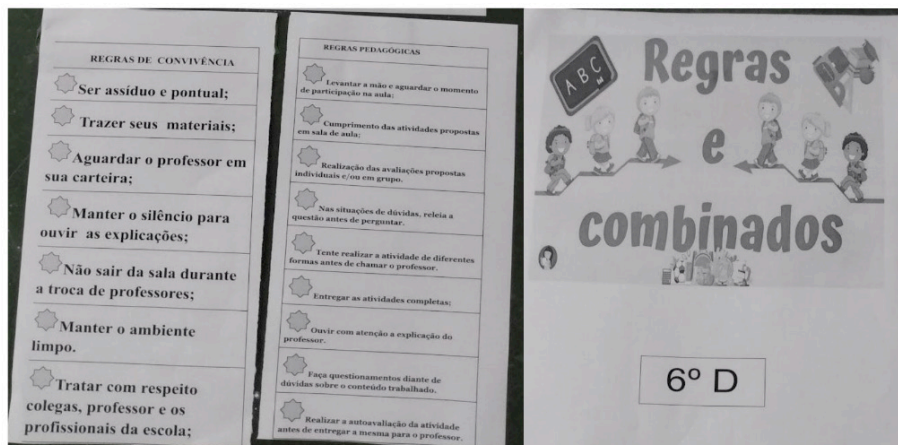 REGRAS DE CONVIVÊNCIA
Ser assíduo e pontual;
Trazer seus materiais;
Aguardar o professor em
sua carteira;
Manter o silêncio para
ouvir as explicações;
Não sair da sala durante
a troca de professores;
Manter o ambiente
limpo.
Tratar com respeito
colegas, professor e os
profissionais da escola;
REGRAS PEDAGÓGICAS
Levantar a mão e aguardar o momento
de participação na aula;
Cumprimento das atividades propostas
em sala de aula;
Realização das avaliações propostas
individuais e/ou em grupo.
Nas situações de dúvidas, releia a
questão antes de perguntar.
Tente realizar a atividade de diferentes
formas antes de chamar o professor.
Entregar as atividades completas;
Ouvir com atenção a explicação do
professor.
Faça questionamentos diante de
dúvidas sobre o conteúdo trabalhado.
Realizar a autoavaliação da atividade
antes de entregar a mesma para o professor.
ABC
Regras
e
combinados
6º D